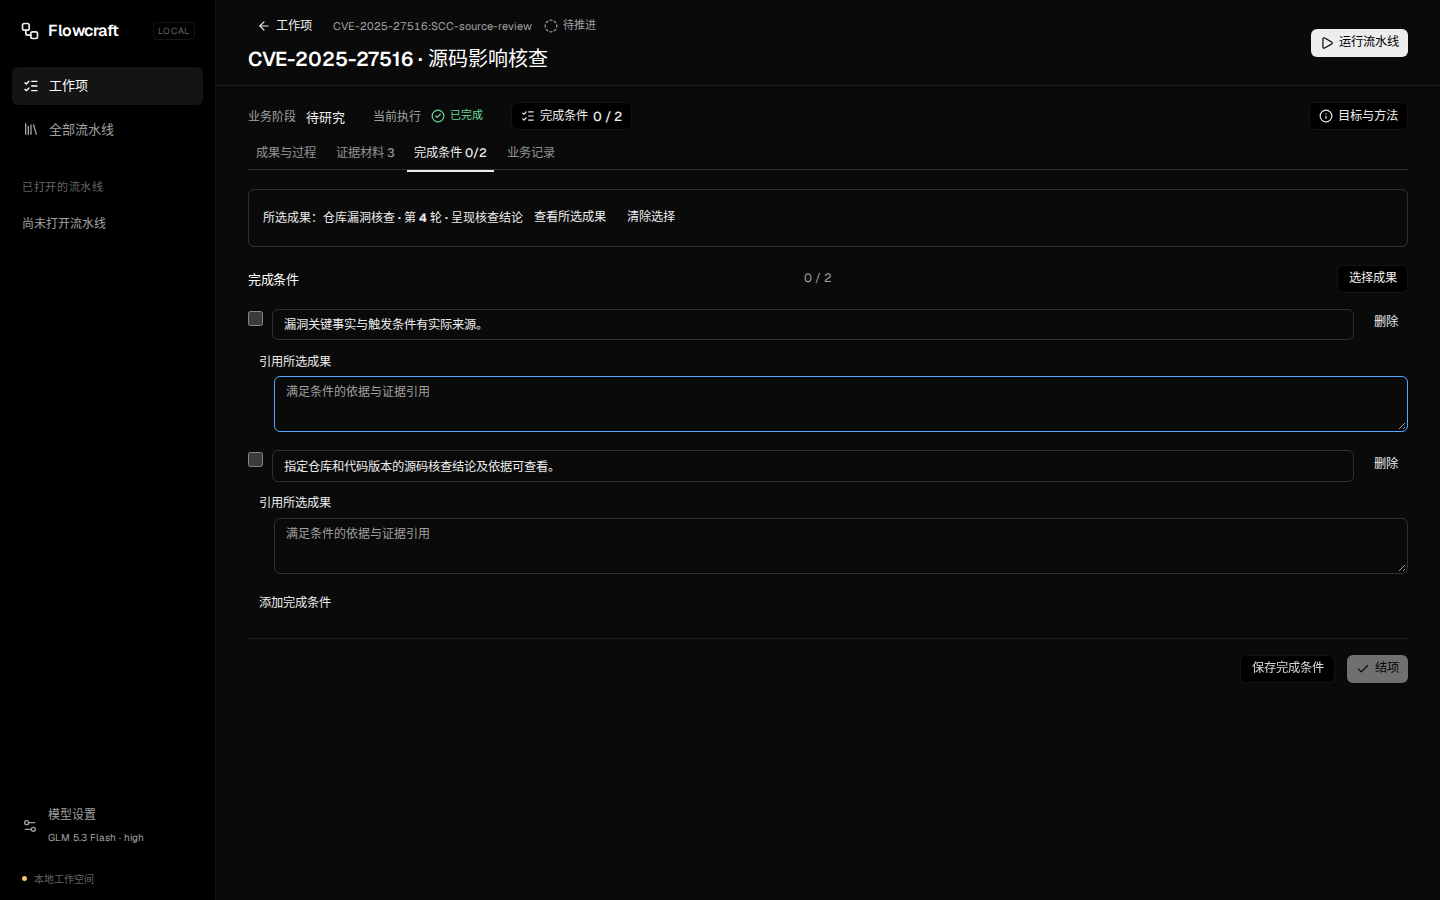 Flowcraft LOCAL
工作项
全部流水线
已打开的流水线
尚未打开流水线
模型设置
GLM 5.3 Flash · high
本地工作空间
工作项 CVE-2025-27516:SCC-source-review 待推进
CVE-2025-27516 · 源码影响核查
运行流水线
业务阶段 待研究 当前执行 已完成 完成条件 0 / 2
目标与方法
成果与过程 证据材料 3 完成条件 0/2 业务记录
所选成果：仓库漏洞核查 · 第 4 轮 · 呈现核查结论 查看所选成果 清除选择
完成条件 0 / 2 选择成果
漏洞关键事实与触发条件有实际来源。 删除
引用所选成果
满足条件的依据与证据引用
指定仓库和代码版本的源码核查结论及依据可查看。 删除
引用所选成果
满足条件的依据与证据引用
添加完成条件
保存完成条件 结项